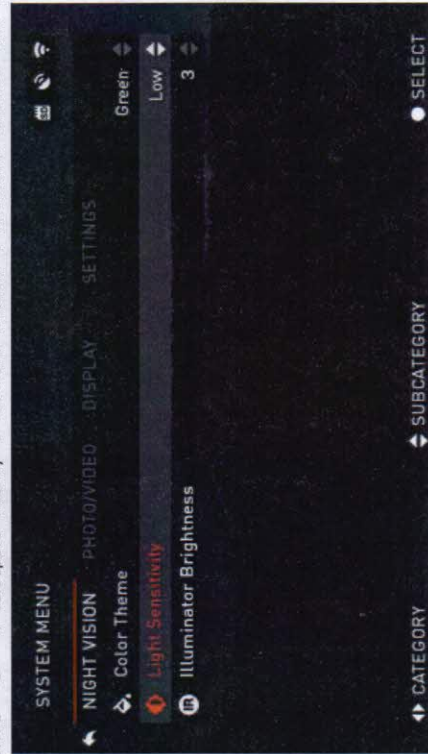 SYSTEM MENU
NIGHT VISION PHOTO/VIDEO DISPLAY SETTINGS
Color Theme Green
Light Sensitivity Low
IR Illuminator Brightness 3
CATEGORY SUBCATEGORY SELECT